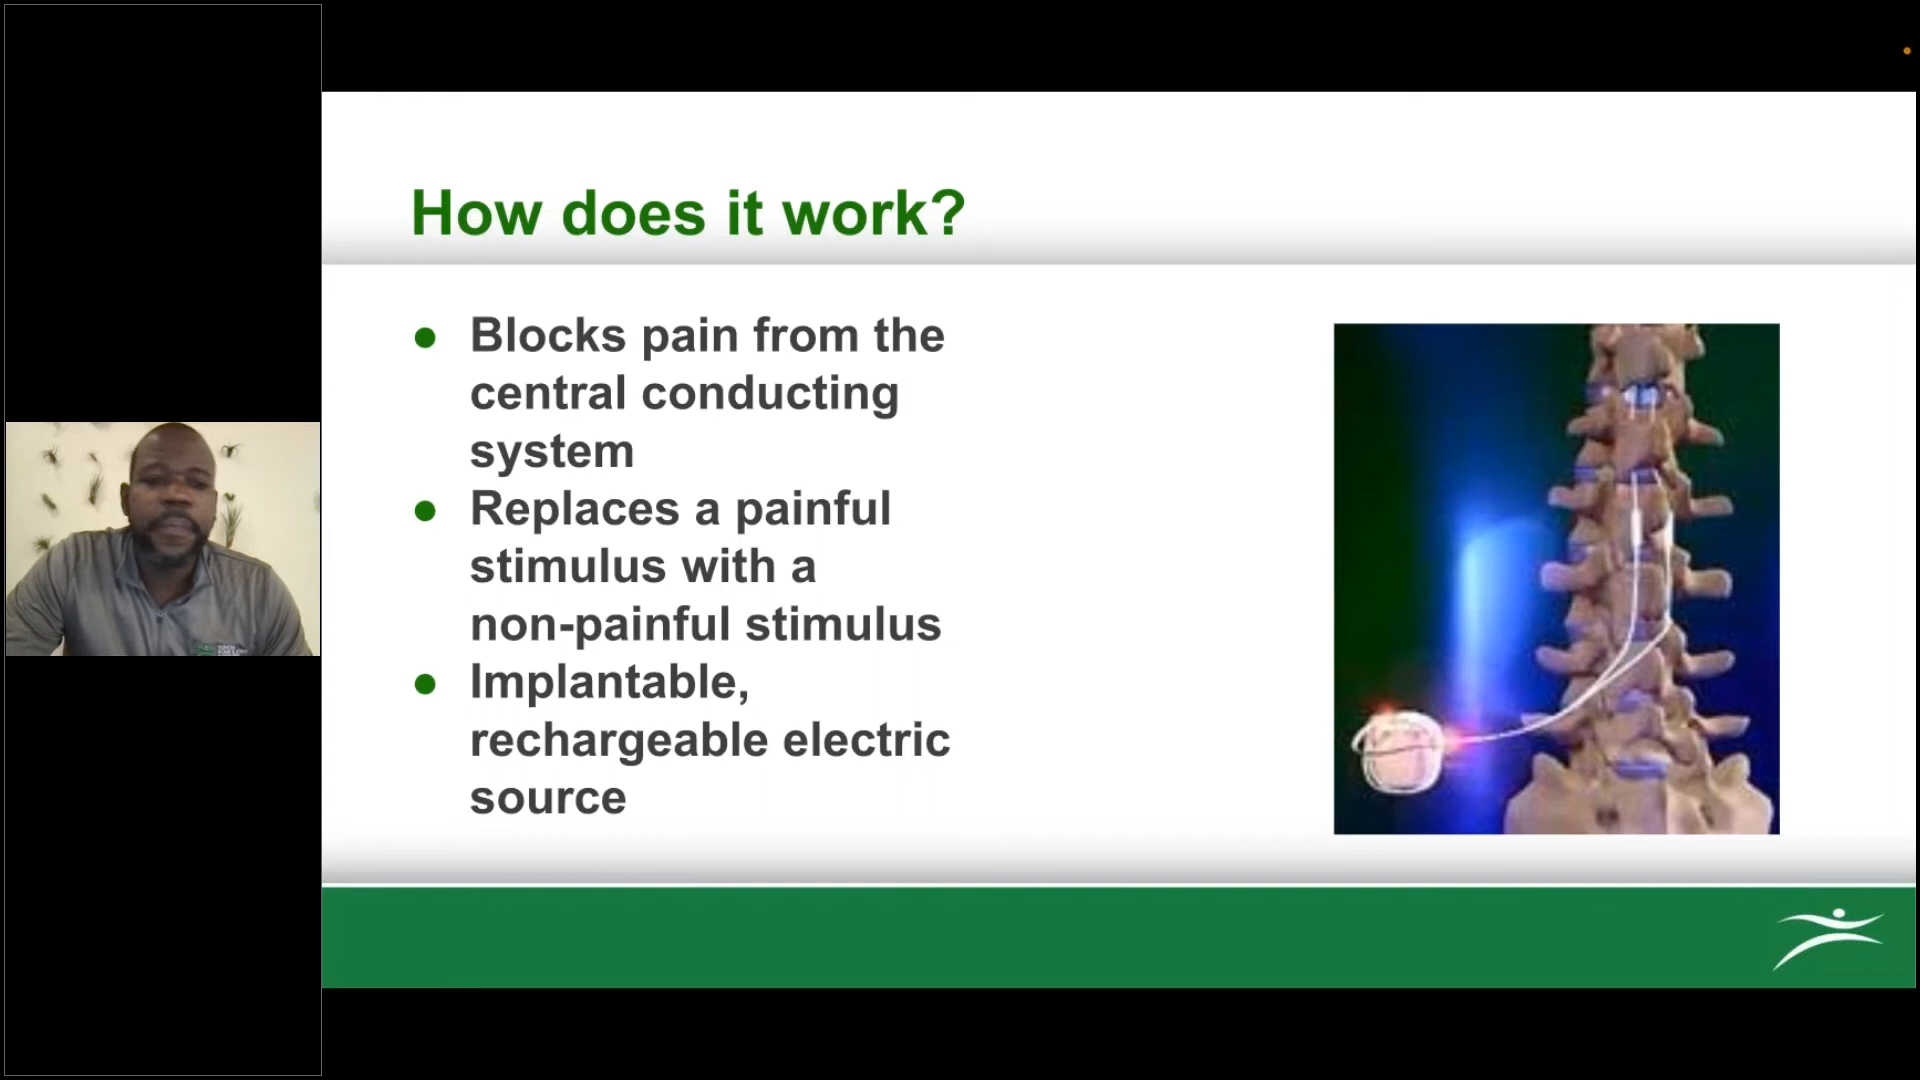 How does it work?
Blocks pain from the
central conducting
system
Replaces a painful
stimulus with a
non-painful stimulus
Implantable,
rechargeable electric
source